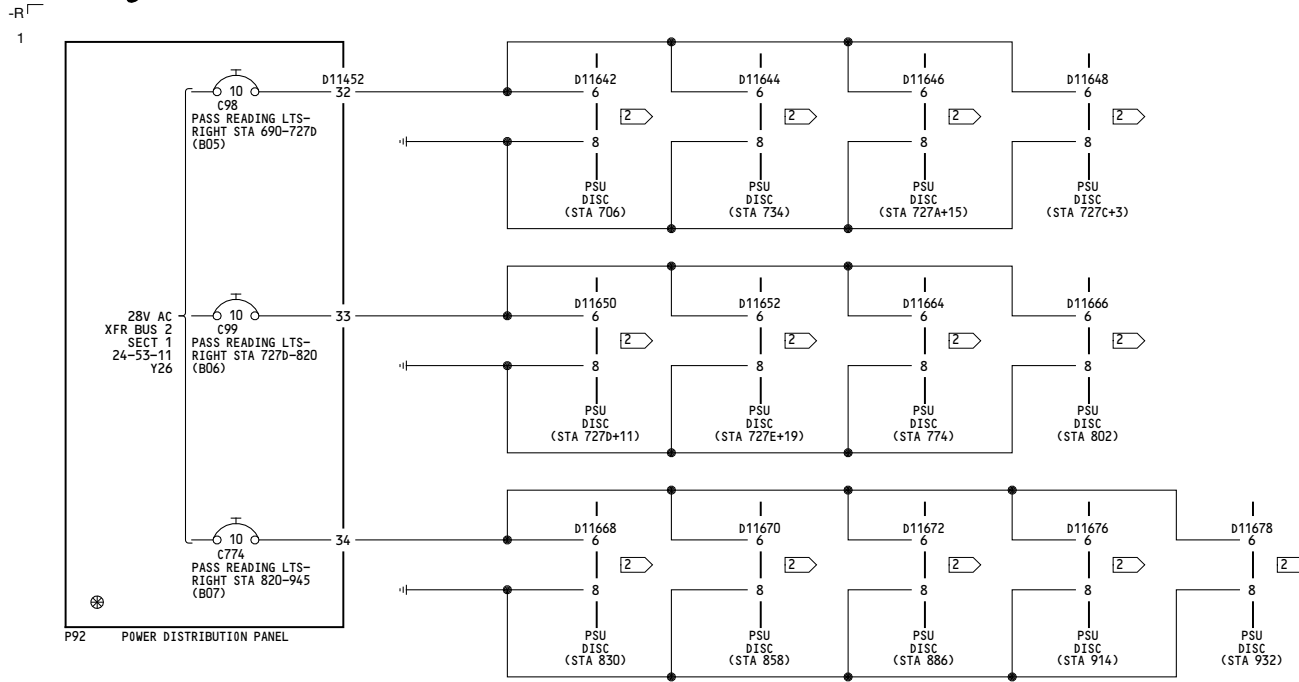 -R
1
D11452
D11642
D11644
D11646
D11648
10
32
6
6
6
6
C98
PASS READING LTS-
RIGHT STA 690-727D
(B05)
2
2
2
2
8
8
8
8
PSU
DISC
(STA 706)
PSU
DISC
(STA 734)
PSU
DISC
(STA 727A+15)
PSU
DISC
(STA 727C+3)
28V AC
XFR BUS 2
SECT 1
24-53-11
Y26
D11650
D11652
D11664
D11666
10
33
6
6
6
6
C99
PASS READING LTS-
RIGHT STA 727D-820
(B06)
2
2
2
2
8
8
8
8
PSU
DISC
(STA 727D+11)
PSU
DISC
(STA 727E+19)
PSU
DISC
(STA 774)
PSU
DISC
(STA 802)
D11668
D11670
D11672
D11676
D11678
10
34
6
6
6
6
6
C774
PASS READING LTS-
RIGHT STA 820-945
(B07)
2
2
2
2
2
8
8
8
8
8
PSU
DISC
(STA 830)
PSU
DISC
(STA 858)
PSU
DISC
(STA 886)
PSU
DISC
(STA 914)
PSU
DISC
(STA 932)
P92 POWER DISTRIBUTION PANEL